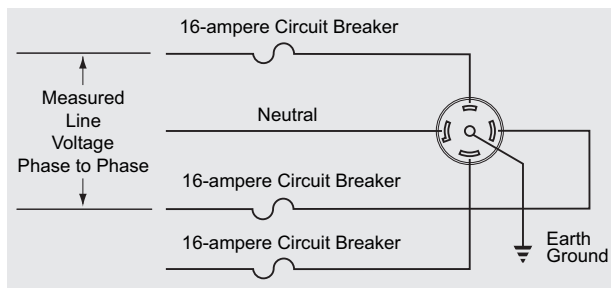 16-ampere Circuit Breaker
Measured
Line
Voltage
Phase to Phase
Neutral
16-ampere Circuit Breaker
16-ampere Circuit Breaker
Earth
Ground